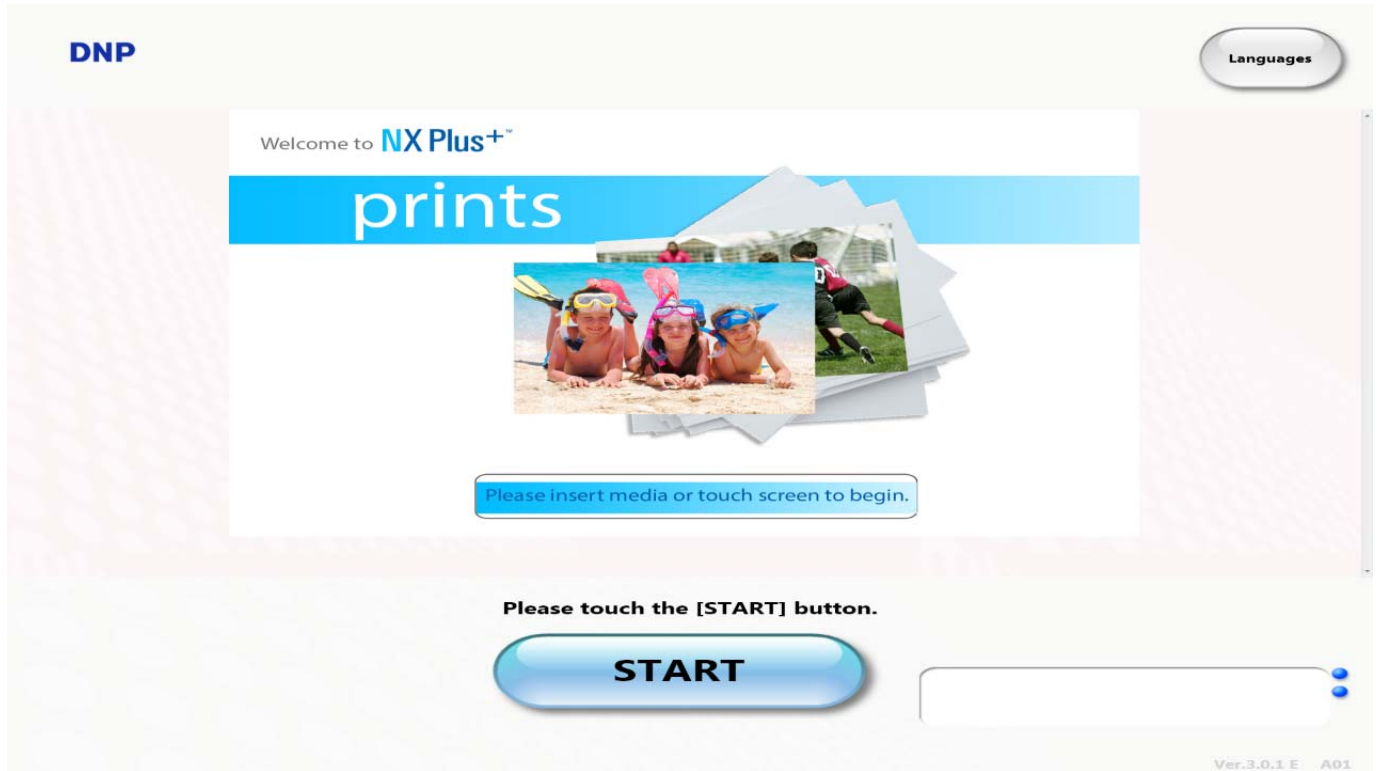 DNP
Languages
Welcome to NX Plus+™
prints
Please insert media or touch screen to begin.
Please touch the [START] button.
START
Ver.3.0.1 E A01